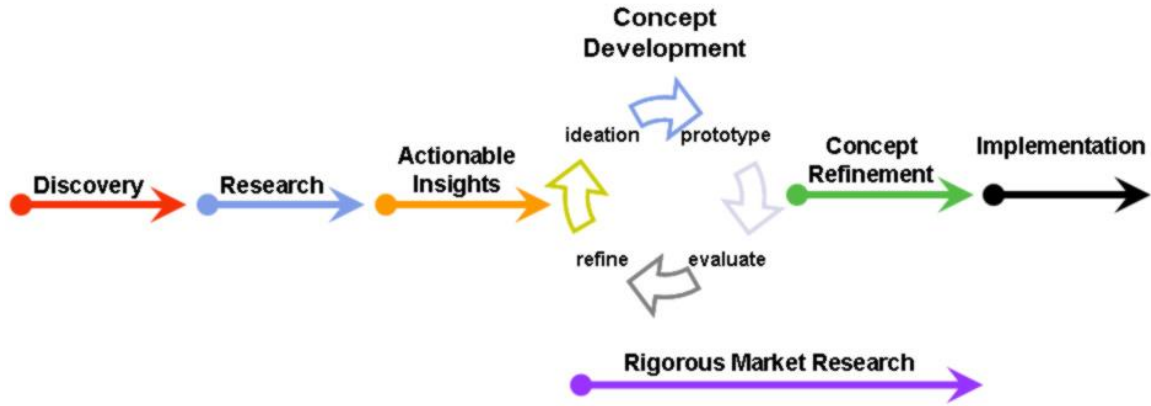 Concept
Development
ideation
prototype
Discovery
Research
Actionable
Insights
Concept
Refinement
Implementation
refine
evaluate
Rigorous Market Research